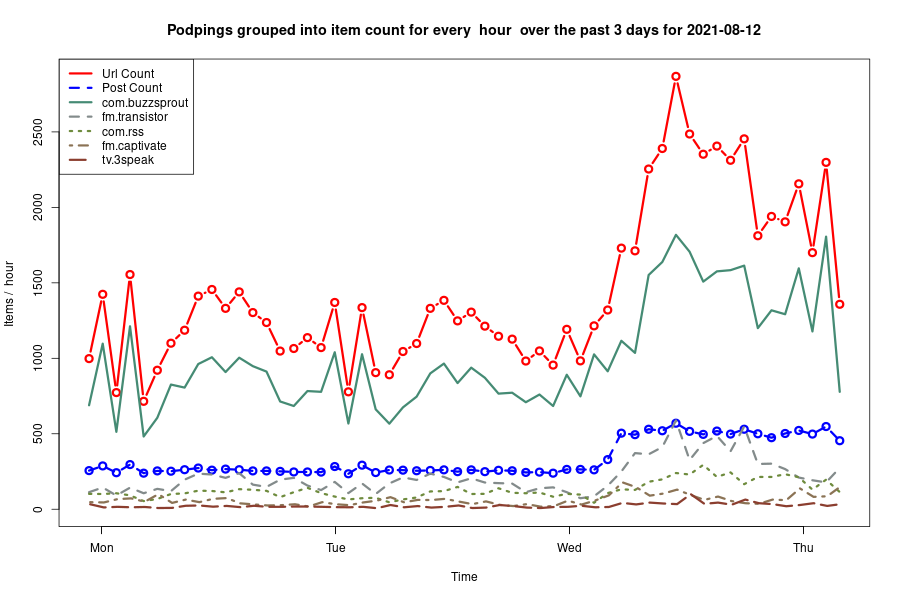 Podpings grouped into item count for every  hour  over the past 3 days for 2021-08-12
Url Count
Post Count
com.buzzsprout
fm.transistor
com.rss
fm.captivate
tv.3speak
Items /  hour
2500
2000
1500
1000
500
0
Mon
Tue
Wed
Thu
Time